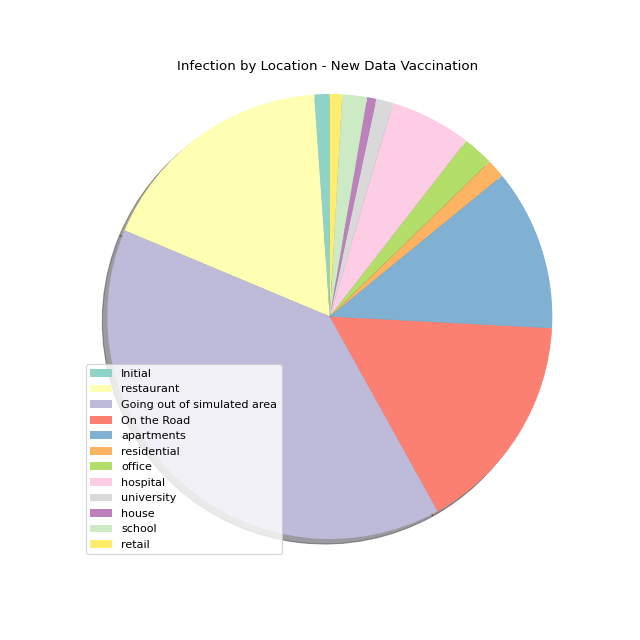 Infection by Location - New Data Vaccination
Initial
restaurant
Going out of simulated area
On the Road
apartments
residential
office
hospital
university
house
school
retail